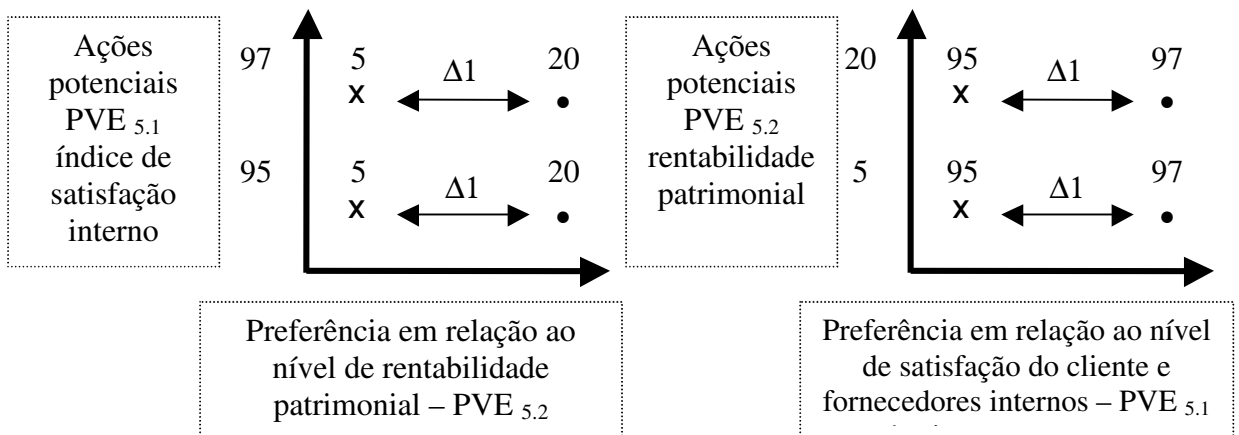 Ações
potenciais
PVE 5.1
índice de
satisfação
interno
97
5
Δ1
20
x
95
5
Δ1
20
x
Preferência em relação ao
nível de rentabilidade
patrimonial – PVE 5.2
Ações
potenciais
PVE 5.2
rentabilidade
patrimonial
20
95
Δ1
97
x
5
95
Δ1
97
x
Preferência em relação ao nível
de satisfação do cliente e
fornecedores internos – PVE 5.1